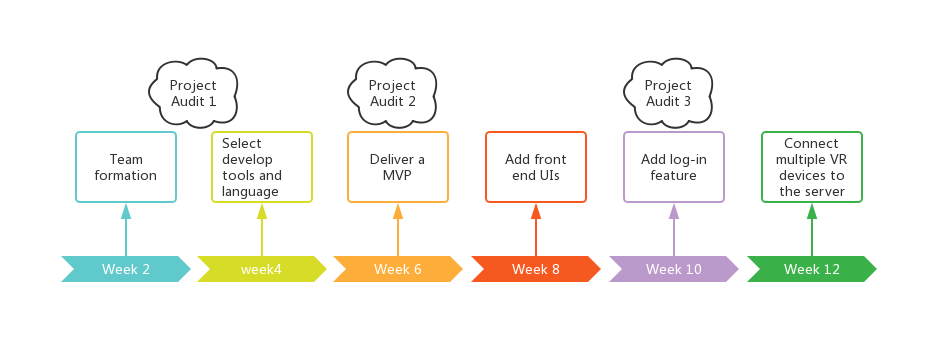 Project
Audit 1
Project
Audit 2
Project
Audit 3
Team
formation
Select
develop
tools and
language
Deliver a
MVP
Add front
end UIs
Add log-in
feature
Connect
multiple VR
devices to
the server
Week 2
week4
Week 6
Week 8
Week 10
Week 12